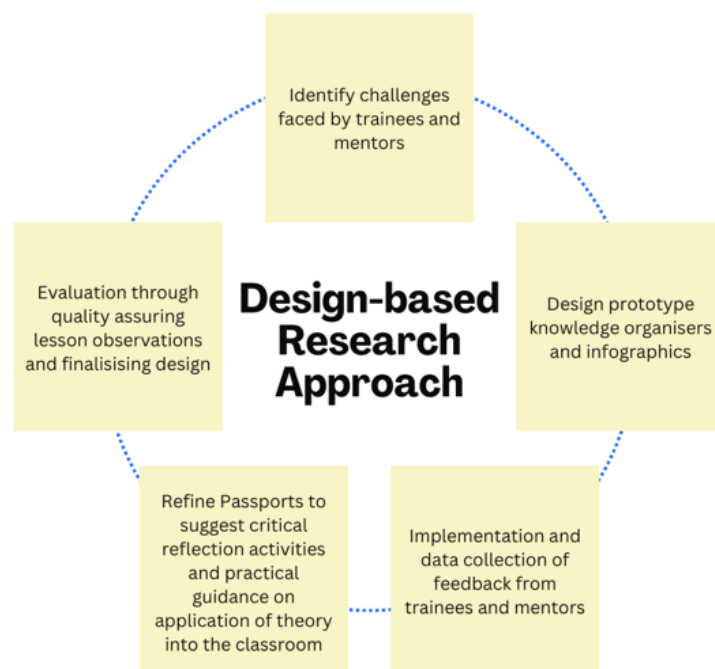 Identify challenges
faced by trainees and
mentors
Design-based
Research
Approach
Design prototype
knowledge organisers
and infographics
Implementation and
data collection of
feedback from
trainees and mentors
Refine Passports to
suggest critical
reflection activities
and practical
guidance on
application of theory
into the classroom
Evaluation through
quality assuring
lesson observations
and finalisising design